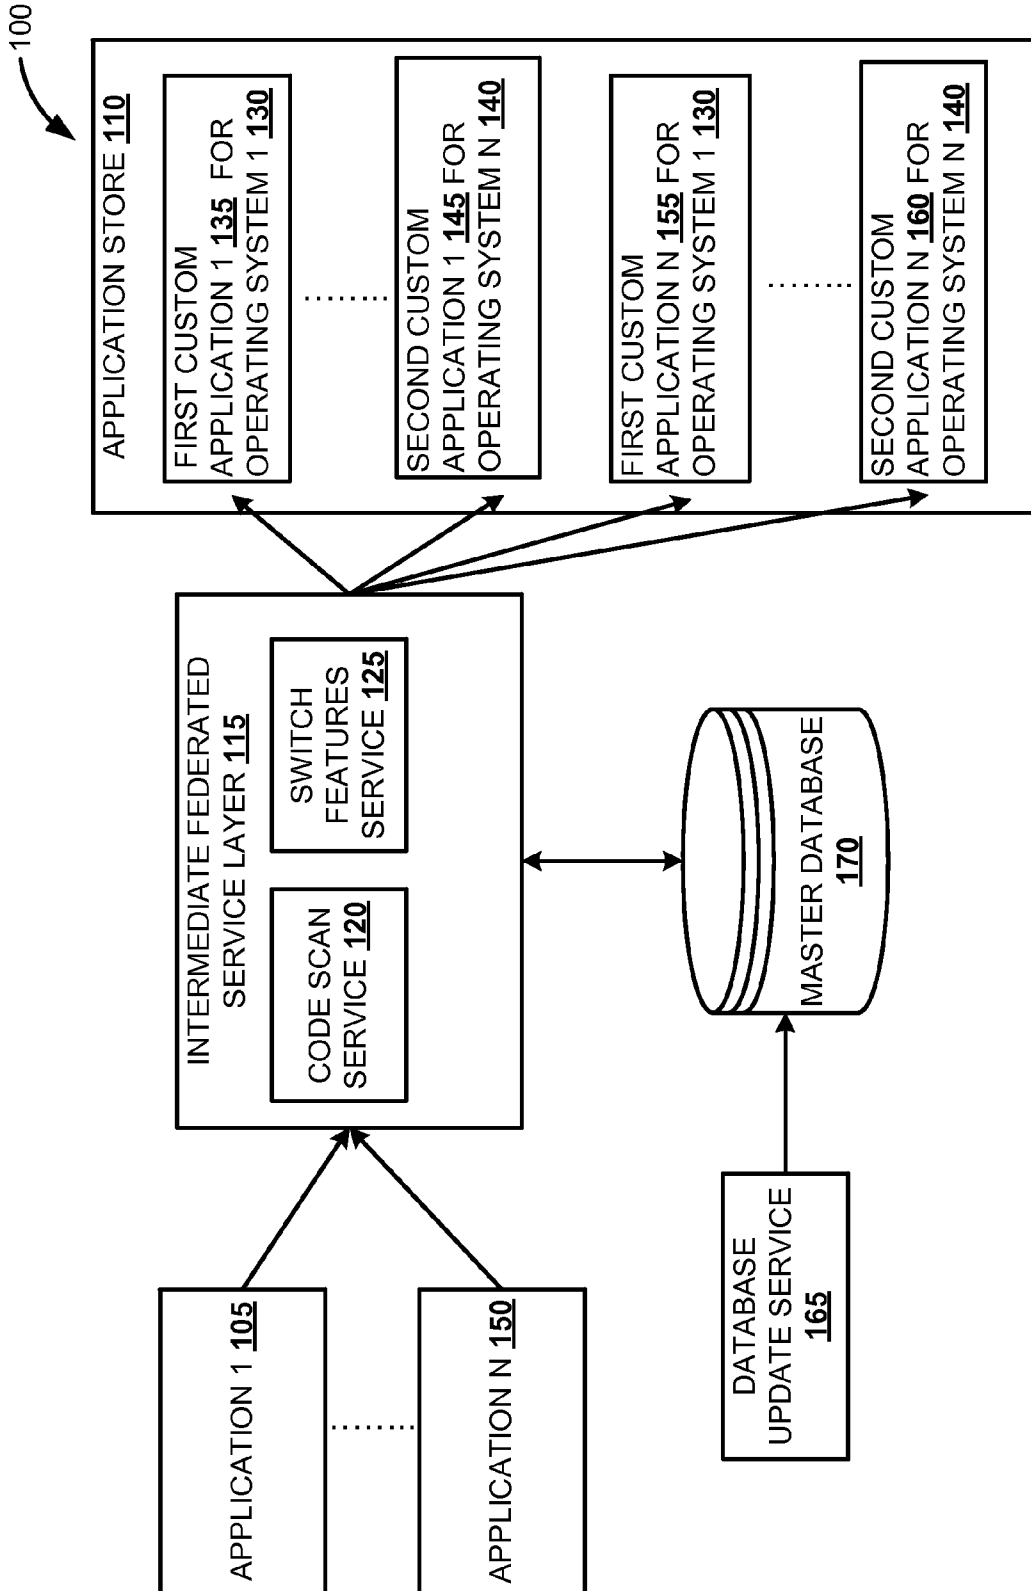 100
APPLICATION 1 105
APPLICATION N 150
INTERMEDIATE FEDERATED
SERVICE LAYER 115
CODE SCAN
SERVICE 120
SWITCH
FEATURES
SERVICE 125
APPLICATION STORE 110
FIRST CUSTOM
APPLICATION 1 135 FOR
OPERATING SYSTEM 1 130
SECOND CUSTOM
APPLICATION 1 145 FOR
OPERATING SYSTEM N 140
FIRST CUSTOM
APPLICATION N 155 FOR
OPERATING SYSTEM 1 130
SECOND CUSTOM
APPLICATION N 160 FOR
OPERATING SYSTEM N 140
DATABASE
UPDATE SERVICE
165
MASTER DATABASE
170